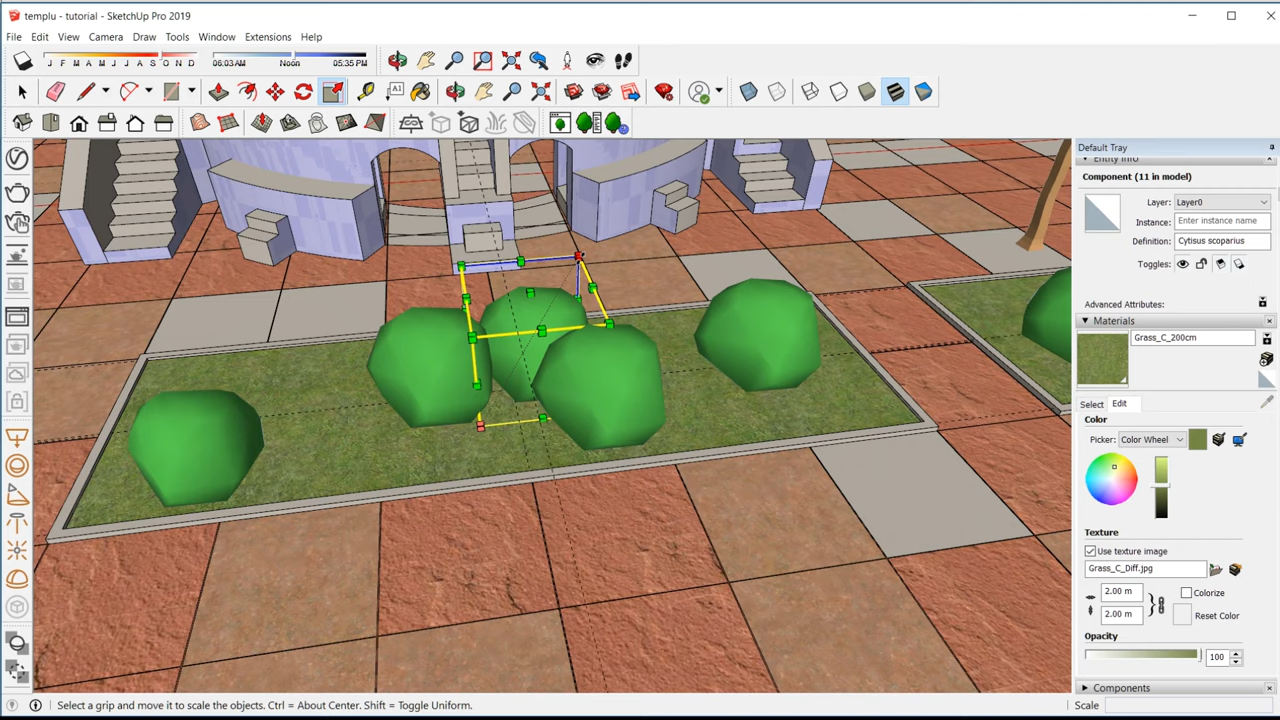 templu - tutorial - SketchUp Pro 2019
File Edit View Camera Draw Tools Window Extensions Help
J F M A M J J A S O N D 06:03 AM Noon 05:35 PM
A1
Default Tray
Entity Info
Component (11 in model)
Layer: Layer0
Instance: Enter instance name
Definition: Cytisus scoparius
Toggles:
Advanced Attributes:
Materials
Grass_C_200cm
Select Edit
Color
Picker: Color Wheel
Texture
Use texture image
Grass_C_Diff.jpg
2.00 m Colorize
2.00 m Reset Color
Opacity
100
Components
Select a grip and move it to scale the objects. Ctrl = About Center. Shift = Toggle Uniform. Scale